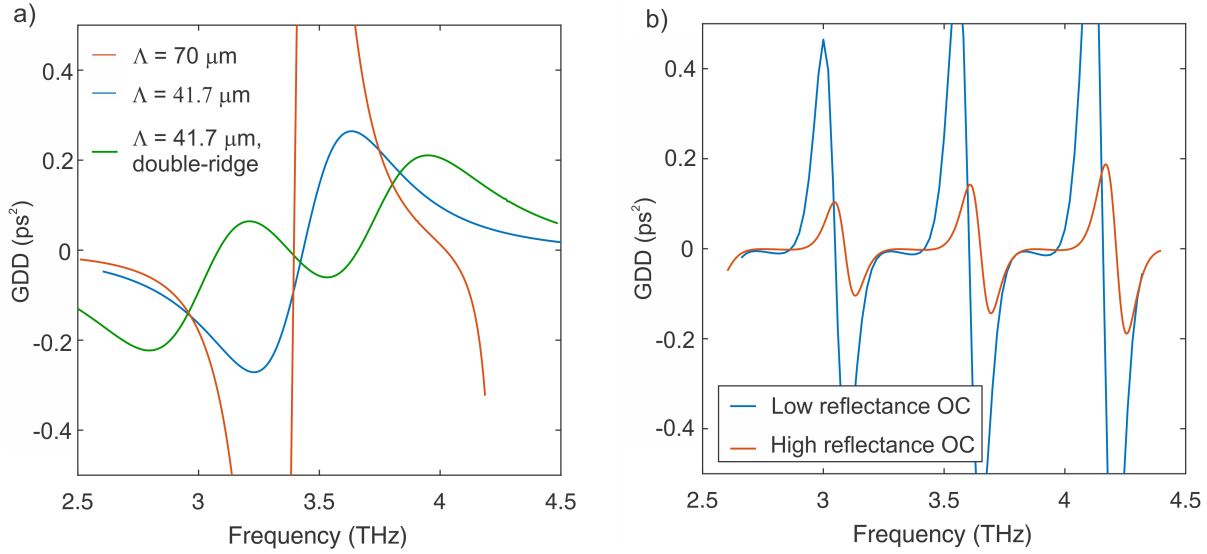 a)
GDD (ps²)
0.4
0.2
0
-0.2
-0.4
Λ = 70 μm
Λ = 41.7 μm
Λ = 41.7 μm,
double-ridge
2.5 3 3.5 4 4.5
Frequency (THz)
b)
GDD (ps²)
0.4
0.2
0
-0.2
-0.4
Low reflectance OC
High reflectance OC
2.5 3 3.5 4 4.5
Frequency (THz)